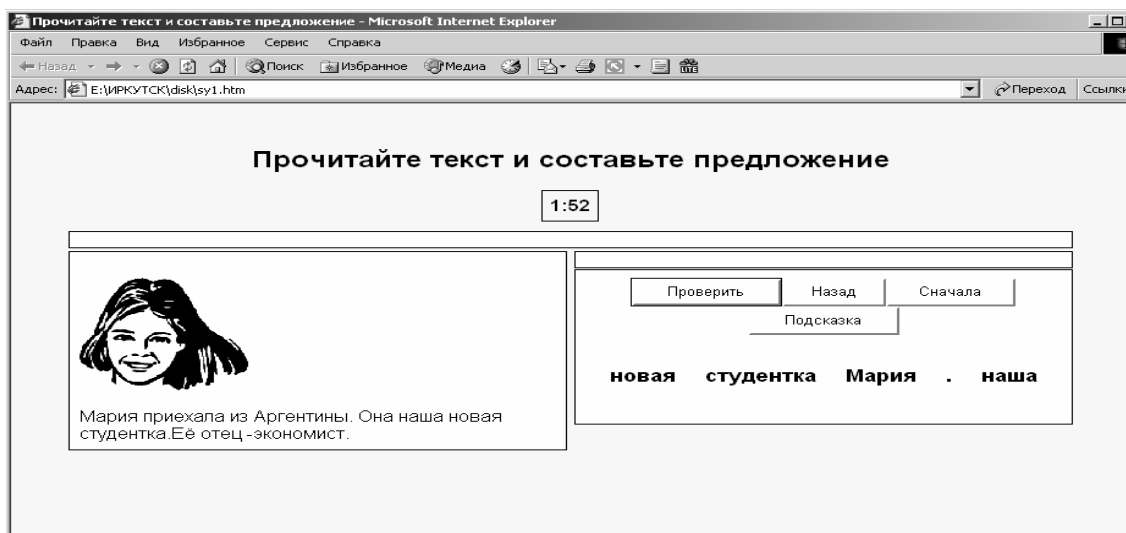 Прочитайте текст и составьте предложение - Microsoft Internet Explorer
Файл Правка Вид Избранное Сервис Справка
Назад Поиск Избранное Медиа
Адрес: E:\ИРКУТСК\disk\sy1.htm Переход Ссылки
Прочитайте текст и составьте предложение
1:52
Проверить Назад Сначала
Подсказка
новая студентка Мария . наша
Мария приехала из Аргентины. Она наша новая
студентка.Её отец -экономист.